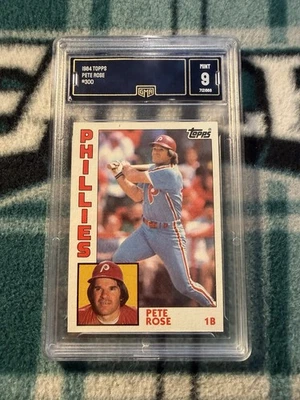 1984 TOPPS
PETE ROSE
#300
GMA
MINT
9
Topps
PHILLIES
P
PETE
ROSE
1B